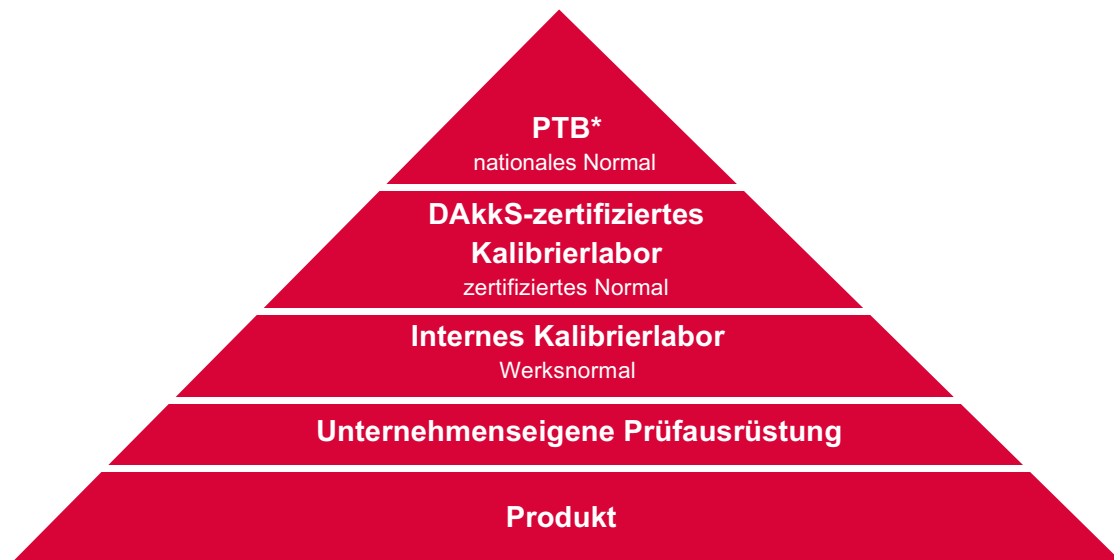 PTB*
nationales Normal
DAkkS-zertifiziertes
Kalibrierlabor
zertifiziertes Normal
Internes Kalibrierlabor
Werksnormal
Unternehmenseigene Prüfausrüstung
Produkt